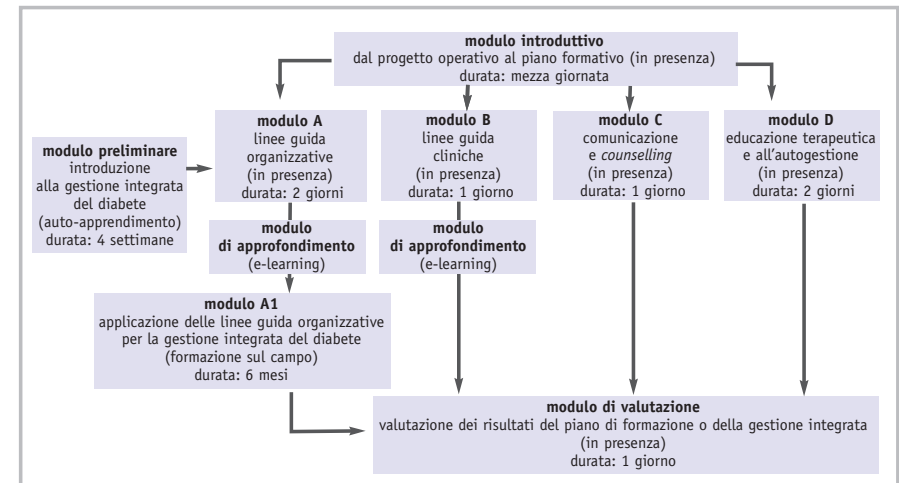 modulo introduttivo
dal progetto operativo al piano formativo (in presenza)
durata: mezza giornata
modulo preliminare
introduzione
alla gestione integrata
del diabete
(auto-apprendimento)
durata: 4 settimane
modulo A
linee guida
organizzative
(in presenza)
durata: 2 giorni
modulo B
linee guida
cliniche
(in presenza)
durata: 1 giorno
modulo C
comunicazione
e counselling
(in presenza)
durata: 1 giorno
modulo D
educazione terapeutica
e all'autogestione
(in presenza)
durata: 2 giorni
modulo
di approfondimento
(e-learning)
modulo
di approfondimento
(e-learning)
modulo A1
applicazione delle linee guida organizzative
per la gestione integrata del diabete
(formazione sul campo)
durata: 6 mesi
modulo di valutazione
valutazione dei risultati del piano di formazione o della gestione integrata
(in presenza)
durata: 1 giorno